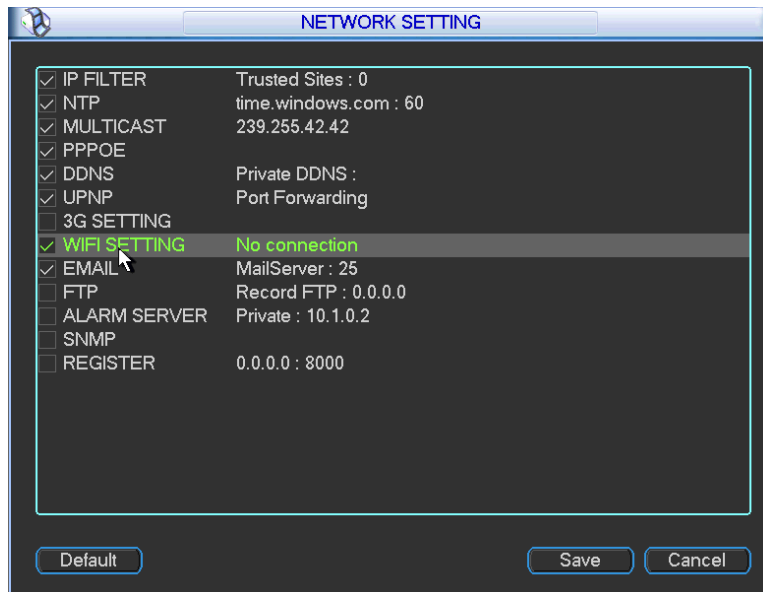 NETWORK SETTING
IP FILTER Trusted Sites : 0
NTP time.windows.com : 60
MULTICAST 239.255.42.42
PPPOE
DDNS Private DDNS :
UPNP Port Forwarding
3G SETTING
WIFI SETTING No connection
EMAIL MailServer : 25
FTP Record FTP : 0.0.0.0
ALARM SERVER Private : 10.1.0.2
SNMP
REGISTER 0.0.0.0 : 8000
Default Save Cancel